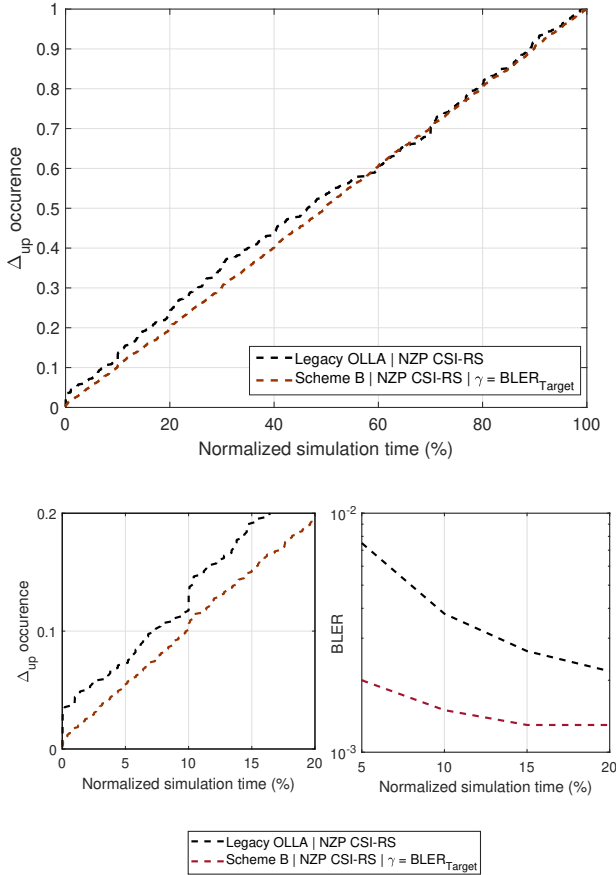 1
0.9
0.8
0.7
0.6
0.5
0.4
0.3
0.2
0.1
0
Δup occurence
0 20 40 60 80 100
Normalized simulation time (%)
Legacy OLLA | NZP CSI-RS
Scheme B | NZP CSI-RS | γ = BLERTarget
0.2
0.1
0
Δup occurence
0 5 10 15 20
Normalized simulation time (%)
10-2
10-3
BLER
5 10 15 20
Normalized simulation time (%)
Legacy OLLA | NZP CSI-RS
Scheme B | NZP CSI-RS | γ = BLERTarget